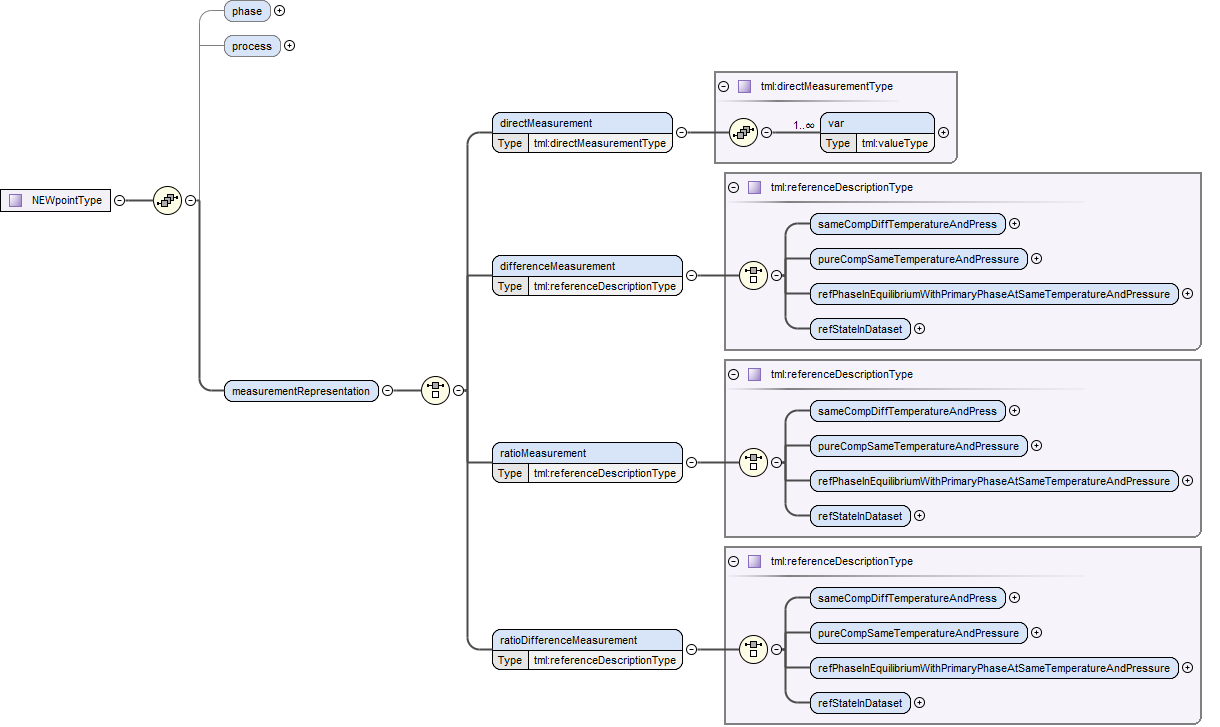 phase
process
tml:directMeasurementType
directMeasurement
1..∞
var
Type tml:directMeasurementType
Type tml:valueType
tml:referenceDescriptionType
NEWpointType
sameCompDiffTemperatureAndPress
pureCompSameTemperatureAndPressure
differenceMeasurement
Type tml:referenceDescriptionType
refPhaseInEquilibriumWithPrimaryPhaseAtSameTemperatureAndPressure
refStateInDataset
tml:referenceDescriptionType
measurementRepresentation
sameCompDiffTemperatureAndPress
pureCompSameTemperatureAndPressure
ratioMeasurement
Type tml:referenceDescriptionType
refPhaseInEquilibriumWithPrimaryPhaseAtSameTemperatureAndPressure
refStateInDataset
tml:referenceDescriptionType
sameCompDiffTemperatureAndPress
pureCompSameTemperatureAndPressure
ratioDifferenceMeasurement
Type tml:referenceDescriptionType
refPhaseInEquilibriumWithPrimaryPhaseAtSameTemperatureAndPressure
refStateInDataset